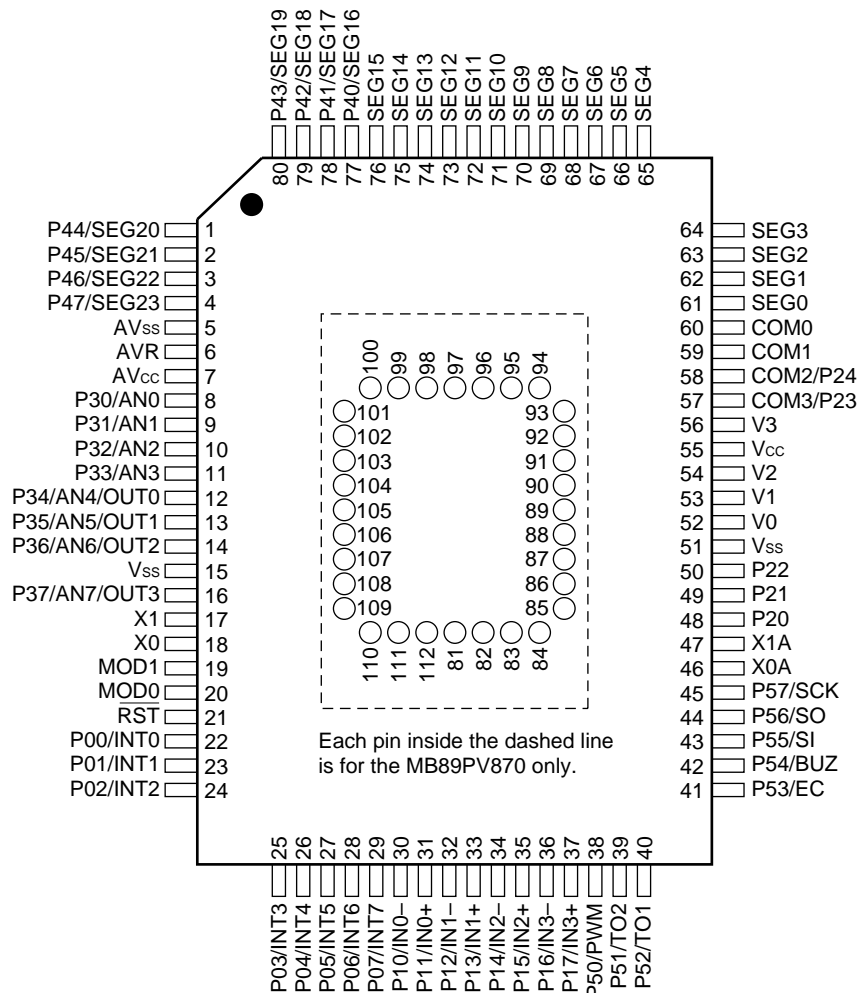 P43/SEG19
P42/SEG18
P41/SEG17
P40/SEG16
SEG15
SEG14
SEG13
SEG12
SEG11
SEG10
SEG9
SEG8
SEG7
SEG6
SEG5
SEG4
80
79
78
77
76
75
74
73
72
71
70
69
68
67
66
65
P44/SEG20 1
P45/SEG21 2
P46/SEG22 3
P47/SEG23 4
AVss 5
AVR 6
AVcc 7
P30/AN0 8
P31/AN1 9
P32/AN2 10
P33/AN3 11
P34/AN4/OUT0 12
P35/AN5/OUT1 13
P36/AN6/OUT2 14
Vss 15
P37/AN7/OUT3 16
X1 17
X0 18
MOD1 19
MOD0 20
RST 21
P00/INT0 22
P01/INT1 23
P02/INT2 24
64 SEG3
63 SEG2
62 SEG1
61 SEG0
60 COM0
59 COM1
58 COM2/P24
57 COM3/P23
56 V3
55 Vcc
54 V2
53 V1
52 V0
51 Vss
50 P22
49 P21
48 P20
47 X1A
46 X0A
45 P57/SCK
44 P56/SO
43 P55/SI
42 P54/BUZ
41 P53/EC
100
99
98
97
96
95
94
101
102
103
104
105
106
107
108
109
93
92
91
90
89
88
87
86
85
110
111
112
81
82
83
84
Each pin inside the dashed line
is for the MB89PV870 only.
25
26
27
28
29
30
31
32
33
34
35
36
37
38
39
40
P03/INT3
P04/INT4
P05/INT5
P06/INT6
P07/INT7
P10/IN0–
P11/IN0+
P12/IN1–
P13/IN1+
P14/IN2–
P15/IN2+
P16/IN3–
P17/IN3+
P50/PWM
P51/TO2
P52/TO1